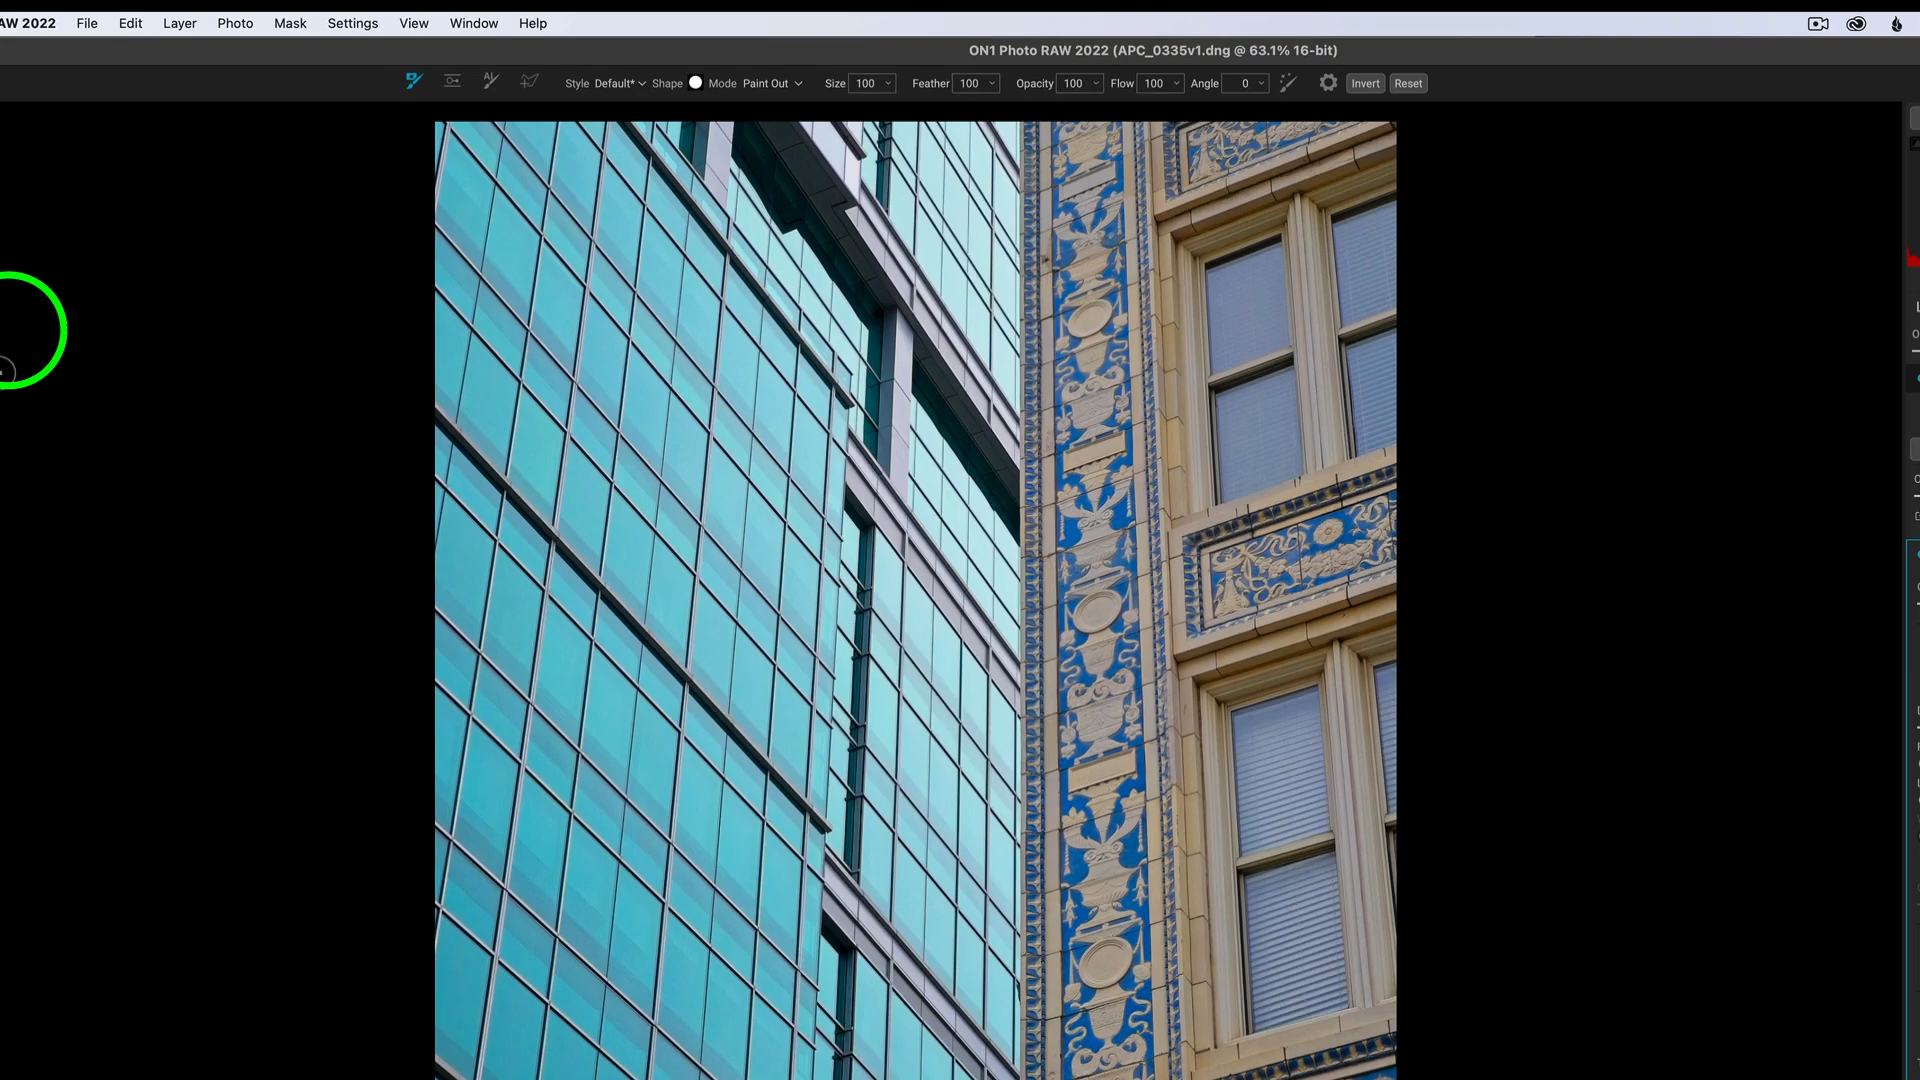 AW 2022 File Edit Layer Photo Mask Settings View Window Help
ON1 Photo RAW 2022 (APC_0335v1.dng @ 63.1% 16-bit)
Style Default* Shape Mode Paint Out Size 100 Feather 100 Opacity 100 Flow 100 Angle 0 Invert Reset